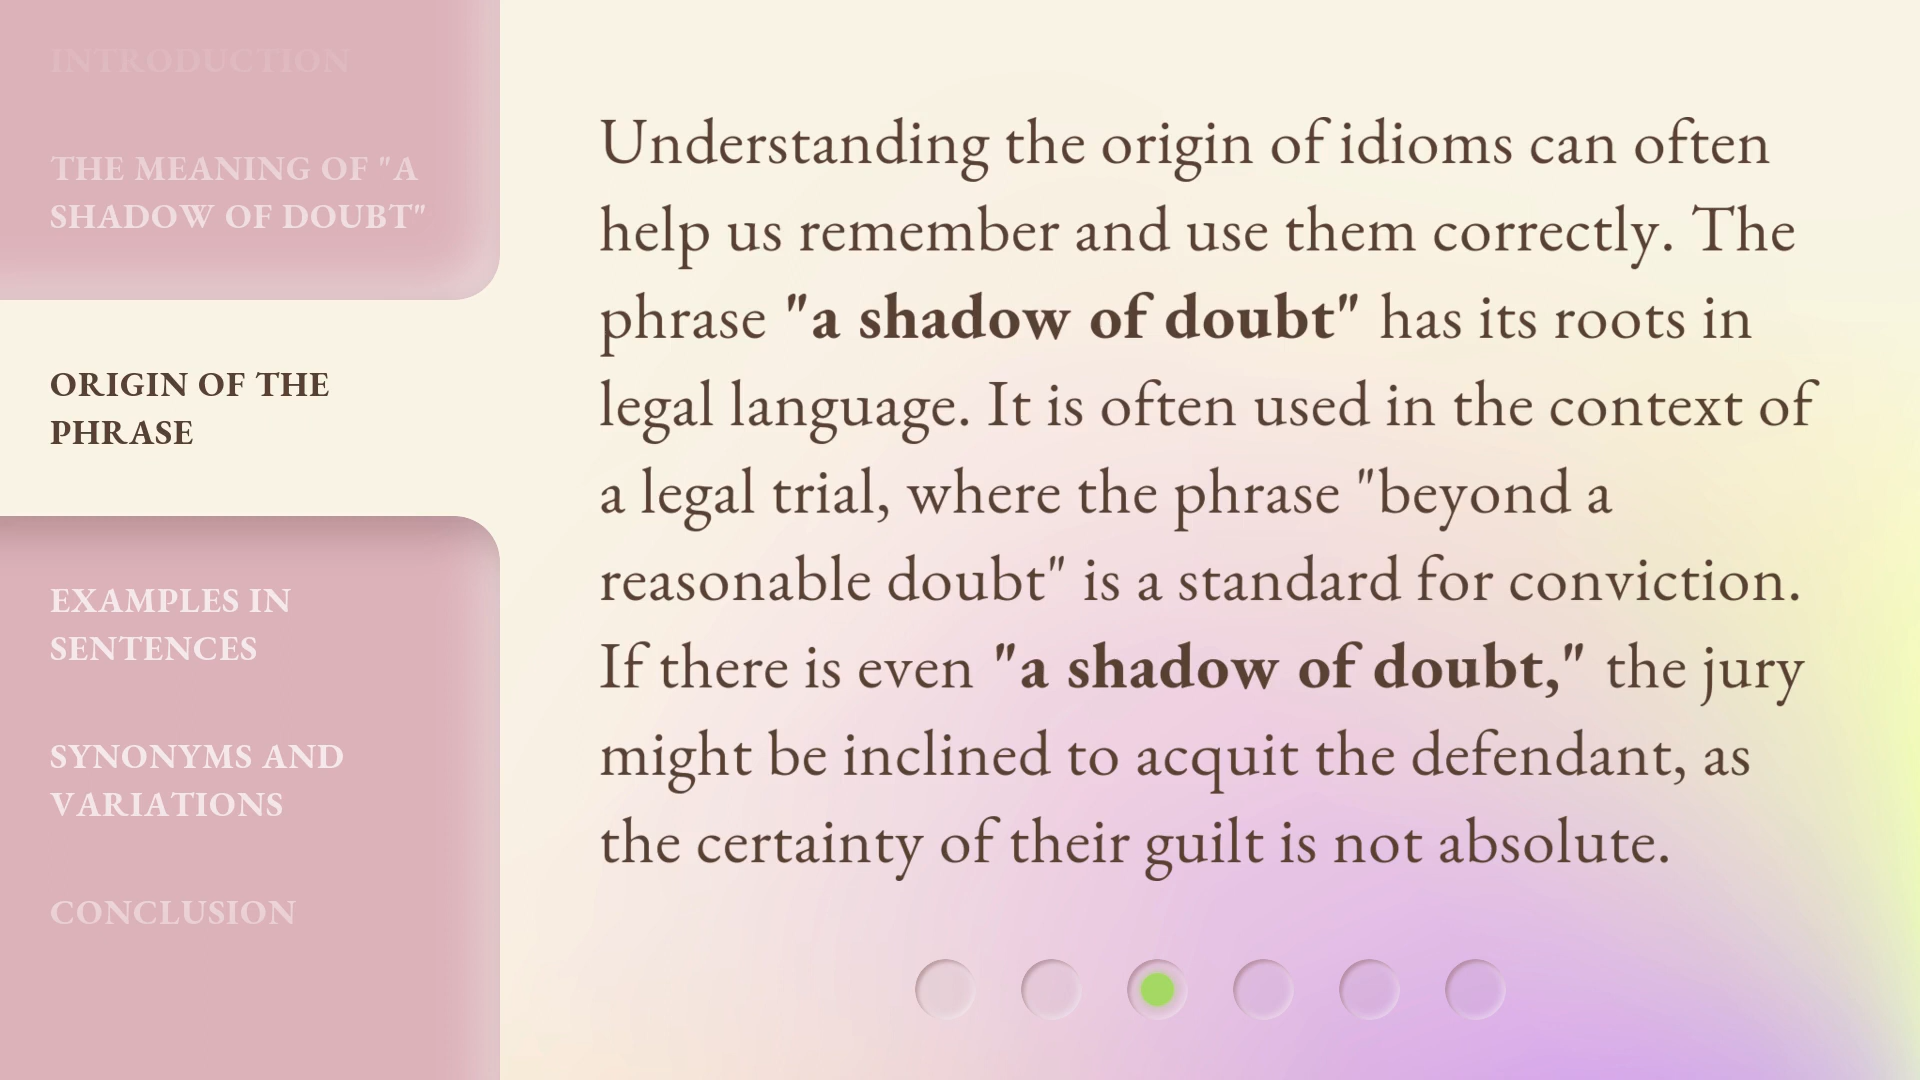 INTRODUCTION
THE MEANING OF "A
SHADOW OF DOUBT"
ORIGIN OF THE
PHRASE
EXAMPLES IN
SENTENCES
SYNONYMS AND
VARIATIONS
CONCLUSION
Understanding the origin of idioms can often
help us remember and use them correctly. The
phrase "a shadow of doubt" has its roots in
legal language. It is often used in the context of
a legal trial, where the phrase "beyond a
reasonable doubt" is a standard for conviction.
If there is even "a shadow of doubt," the jury
might be inclined to acquit the defendant, as
the certainty of their guilt is not absolute.